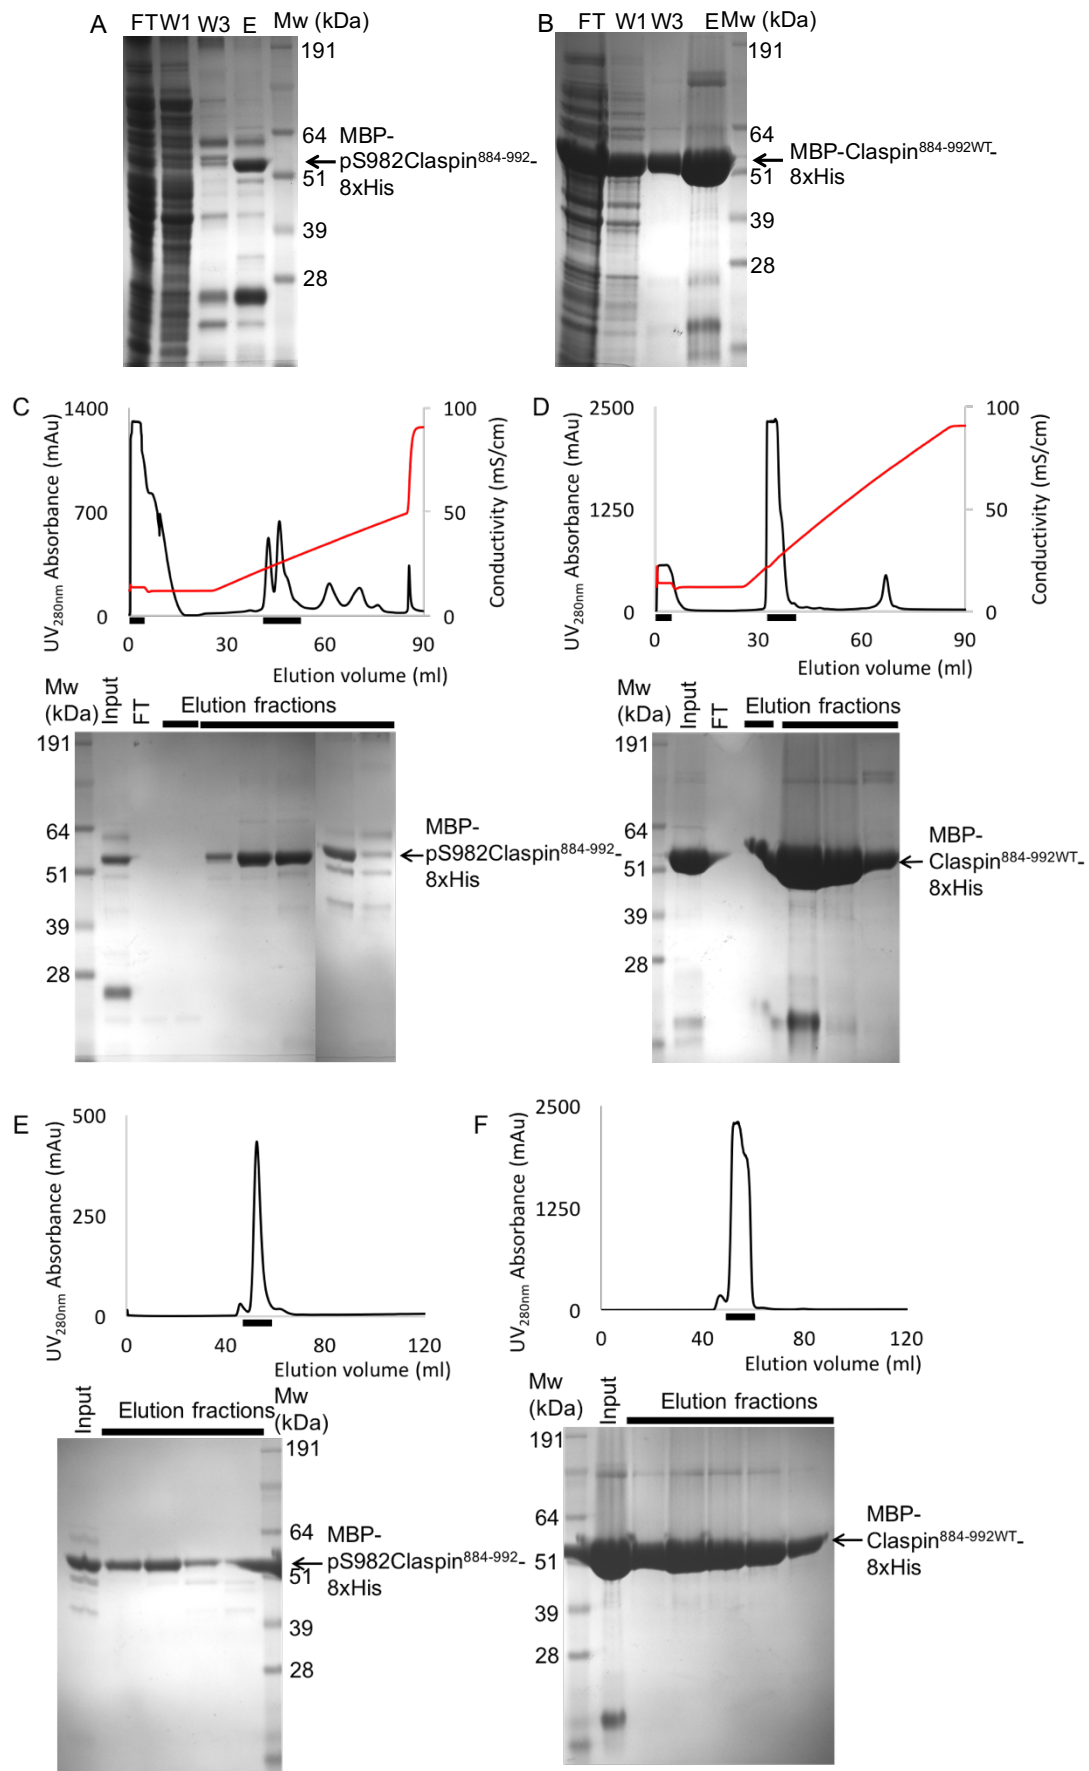 A
FT W1 W3 E Mw (kDa)
191
64
51
39
28
MBP-
pS982Claspin884-992-
8xHis
B
FT W1 W3 E Mw (kDa)
191
64
51
39
28
MBP-Claspin884-992WT-
8xHis
C
UV280nm Absorbance (mAu)
1400
700
0
100
50
0
Conductivity (mS/cm)
0 30 60 90
Elution volume (ml)
Mw
(kDa)
Input
FT
Elution fractions
191
64
51
39
28
MBP-
pS982Claspin884-992-
8xHis
D
UV280nm Absorbance (mAu)
2500
1250
0
100
50
0
Conductivity (mS/cm)
0 30 60 90
Elution volume (ml)
Mw
(kDa)
Input
FT
Elution fractions
191
64
51
39
28
MBP-
Claspin884-992WT-
8xHis
E
UV280nm Absorbance (mAu)
500
250
0
0 40 80 120
Elution volume (ml)
Input
Elution fractions
Mw
(kDa)
191
64
51
39
28
MBP-
pS982Claspin884-992-
8xHis
F
UV280nm Absorbance (mAu)
2500
1250
0
0 40 80 120
Elution volume (ml)
Mw
(kDa)
Input
Elution fractions
191
64
51
39
28
MBP-
Claspin884-992WT-
8xHis